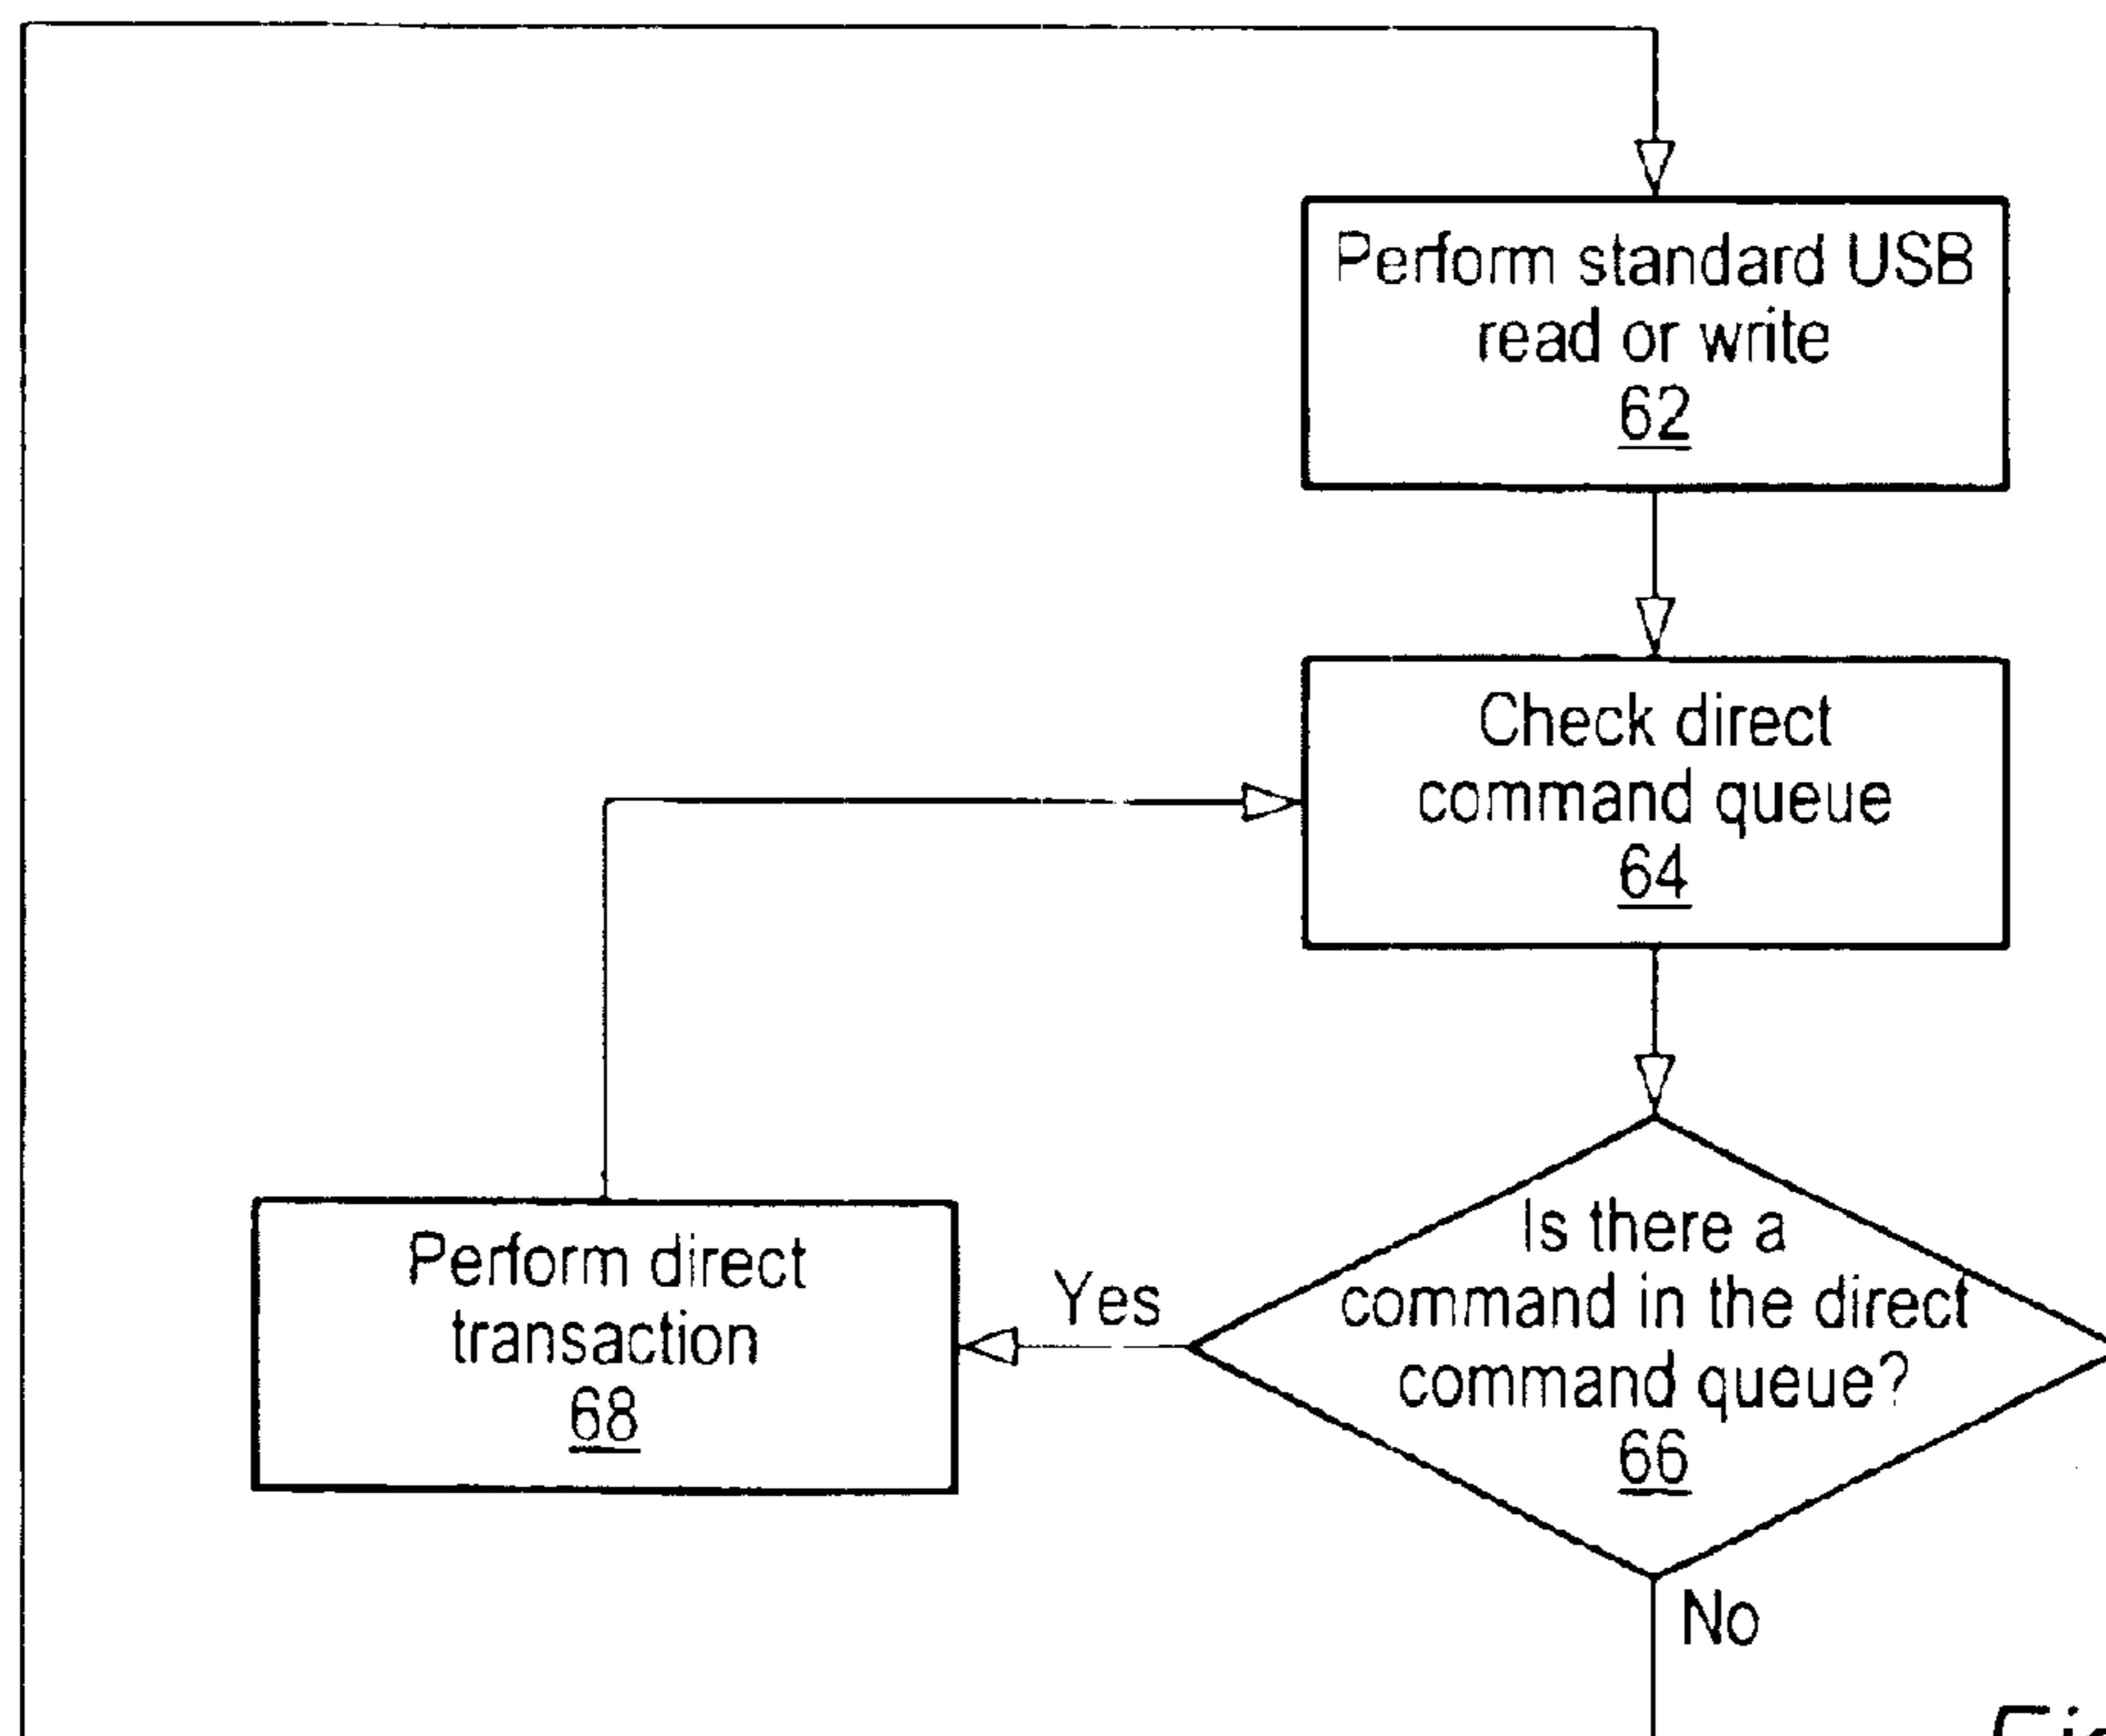 Perform standard USB
read or write
62
Check direct
command queue
64
Is there a
command in the direct
command queue?
66
Yes
Perform direct
transaction
68
No